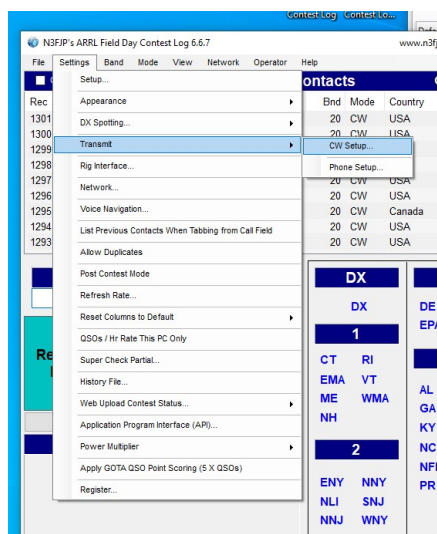 Contest Log Contest Lo...
N3FJP's ARRL Field Day Contest Log 6.6.7 www.n3fj
File Settings Band Mode View Network Operator Help
Setup... ontacts
Rec Appearance Bnd Mode Country
1301 DX Spotting... 20 CW USA
1300 20 CW USA
1299 Transmit CW Setup...
1298 Rig Interface... Phone Setup...
1297 20 CW USA
1296 Network... 20 CW USA
1295 Voice Navigation... 20 CW Canada
1294 List Previous Contacts When Tabbing from Call Field 20 CW USA
1293 20 CW USA
Allow Duplicates
Post Contest Mode DX
Refresh Rate...
Reset Columns to Default DX DE
QSOs / Hr Rate This PC Only EPA
1
Super Check Partial... Re
History File... CT RI
Web Upload Contest Status... EMA VT AL
Application Program Interface (API)... ME WMA GA
NH KY
Power Multiplier 2 NC
Apply GOTA QSO Point Scoring (5 X QSOs) NF
Register... ENY NNY PR
NLI SNJ
NNJ WNY